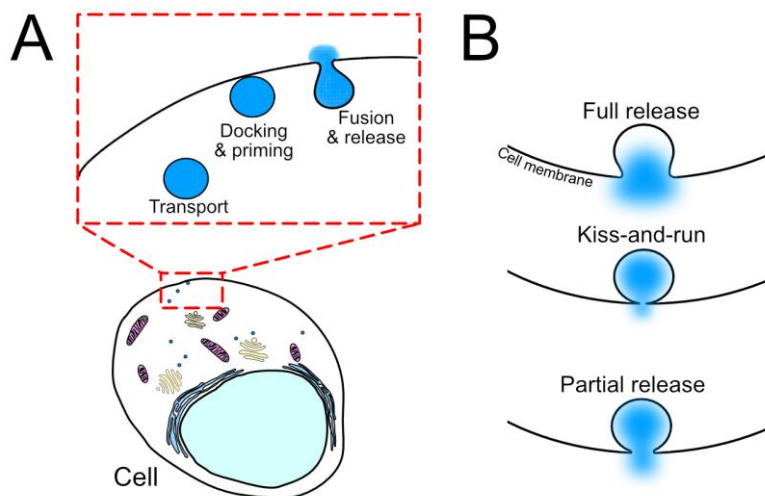 A
Docking
& priming
Fusion
& release
Transport
Cell
B
Full release
Cell membrane
Kiss-and-run
Partial release